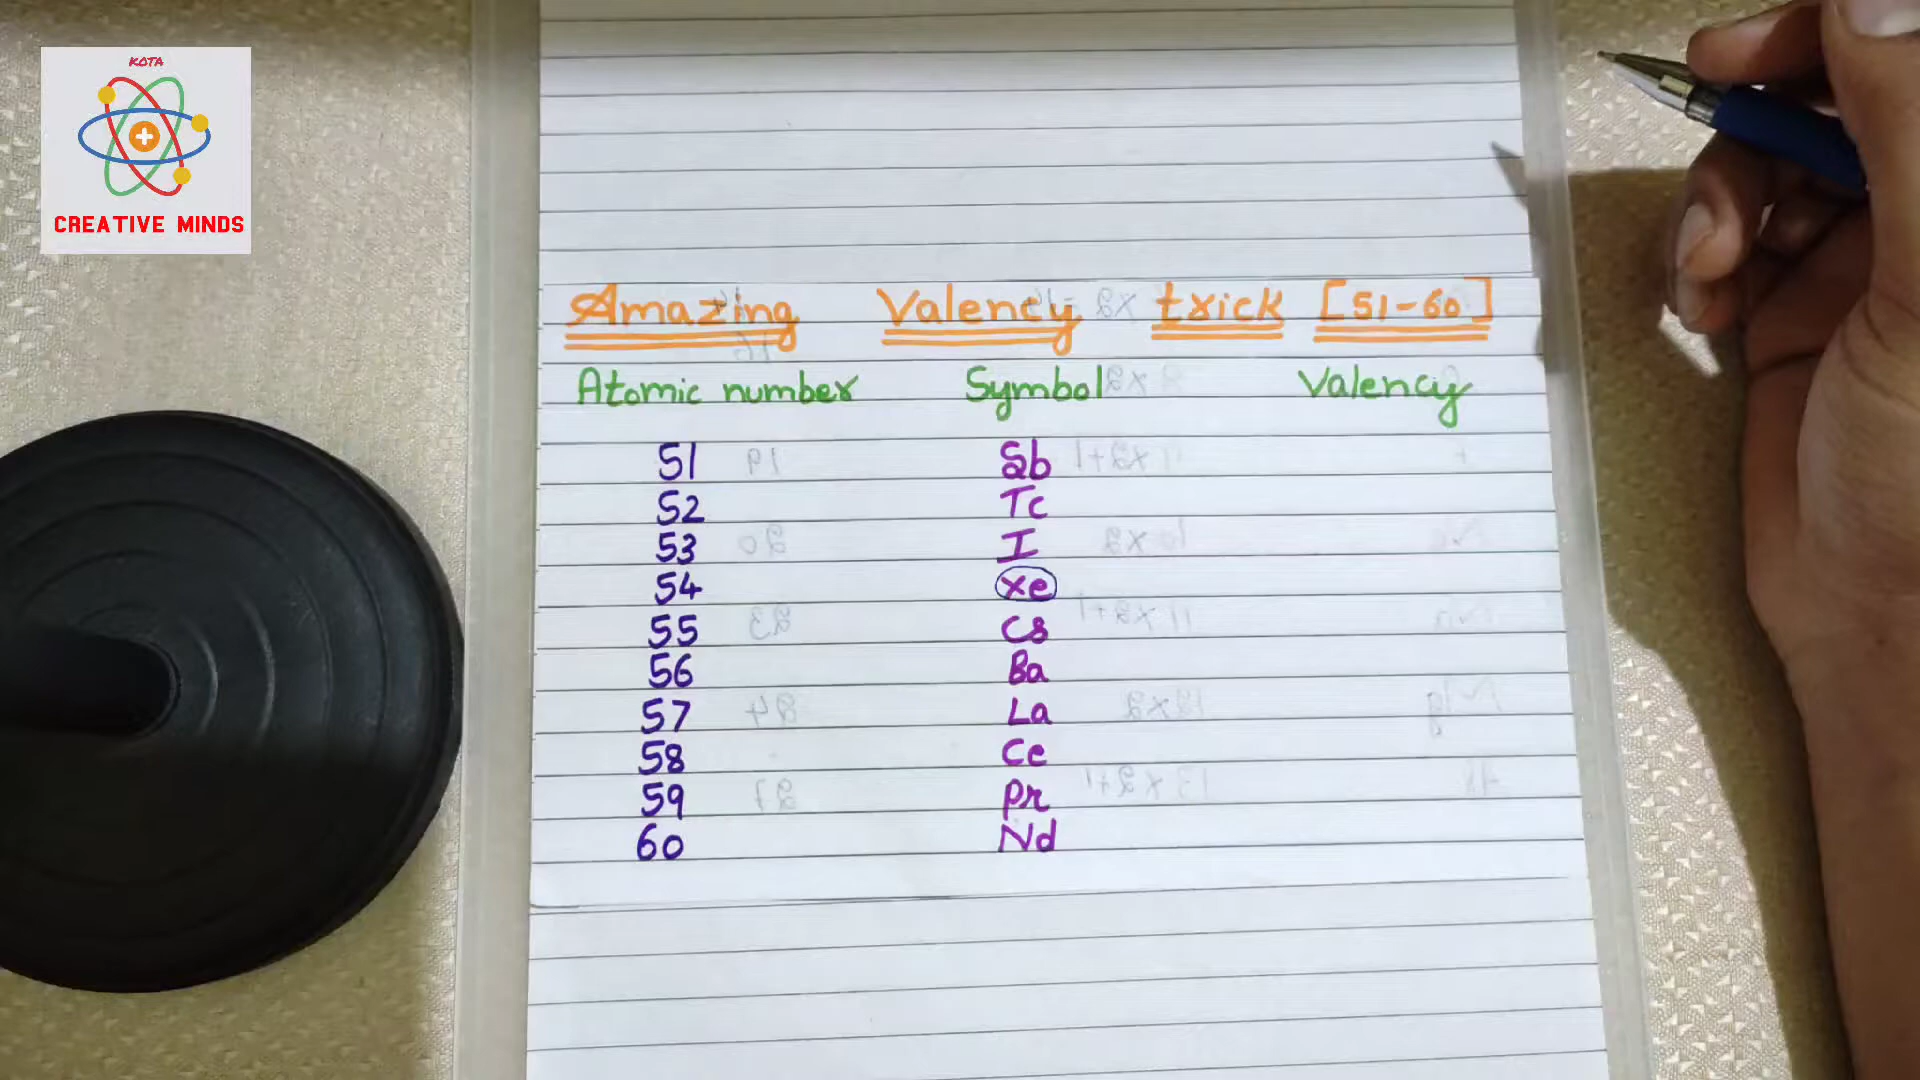 KOTA
CREATIVE MINDS
Amazing Valency trick [51-60]
Atomic number Symbol Valency
51 Sb
52 Tc
53 I
54 Xe
55 Cs
56 Ba
57 La
58 Ce
59 Pr
60 Nd